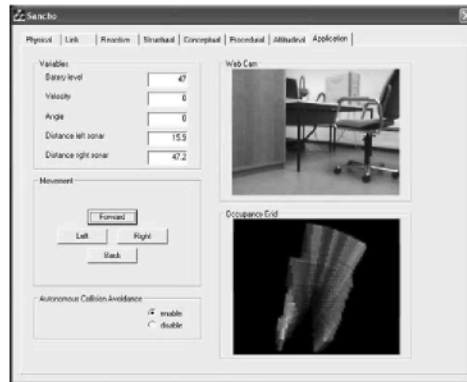 Sancho
Physical Link Reactive Structural Conceptual Procedural Attitudinal Application
Variables
Batery level 47
Velocity 0
Angle 0
Distance left sonar 15.9
Distance right sonar 47.2
Movement
Forward
Left Right
Back
Autonomous Collision Avoidance
enable
disable
Web Cam
Occupancy Grid